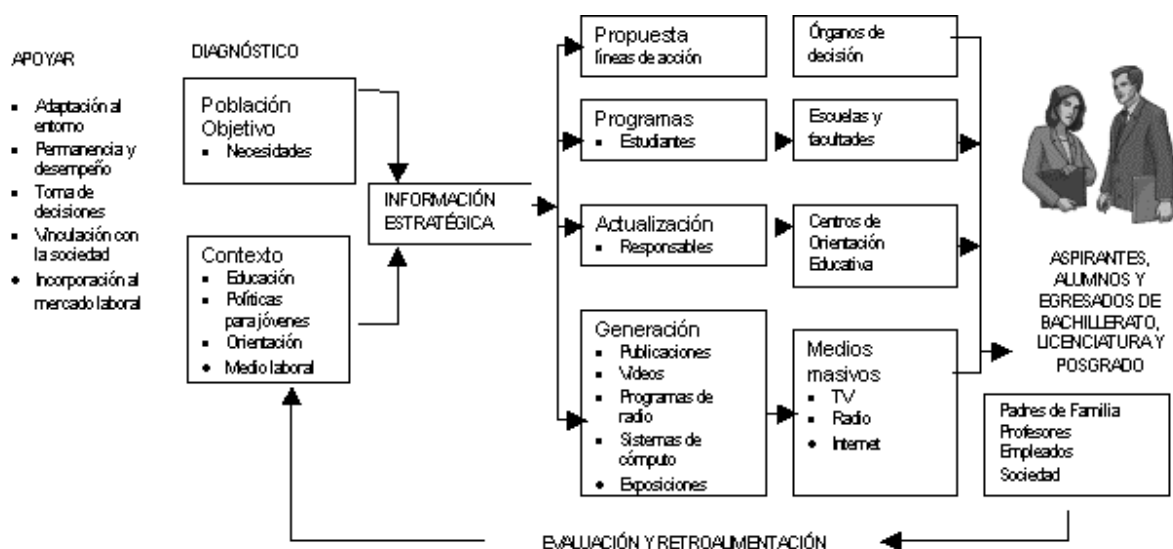 APOYAR
▪ Adaptación al
entorno
▪ Permanencia y
desempeño
▪ Toma de
decisiones
▪ Vinculación con
la sociedad
• Incorporación al
mercado laboral
DIAGNÓSTICO
Población
Objetivo
▪ Necesidades
Contexto
▪ Educación
▪ Políticas
para jóvenes
▪ Orientación
• Medio laboral
INFORMACIÓN
ESTRATÉGICA
Propuesta
líneas de acción
Programas
▪ Estudiantes
Actualización
▪ Responsables
Generación
▪ Publicaciones
▪ Vídeos
▪ Programas de
radio
▪ Sistemas de
cómputo
• Exposiciones
Órganos de
decisión
Escuelas y
facultades
Centros de
Orientación
Educativa
Medios
masivos
▪ TV
▪ Radio
• Internet
ASPIRANTES,
ALUMNOS Y
EGRESADOS DE
BACHILLERATO,
LICENCIATURA Y
POSGRADO
Padres de Familia
Profesores
Empleados
Sociedad
EVALUACIÓN Y RETROALIMENTACIÓN